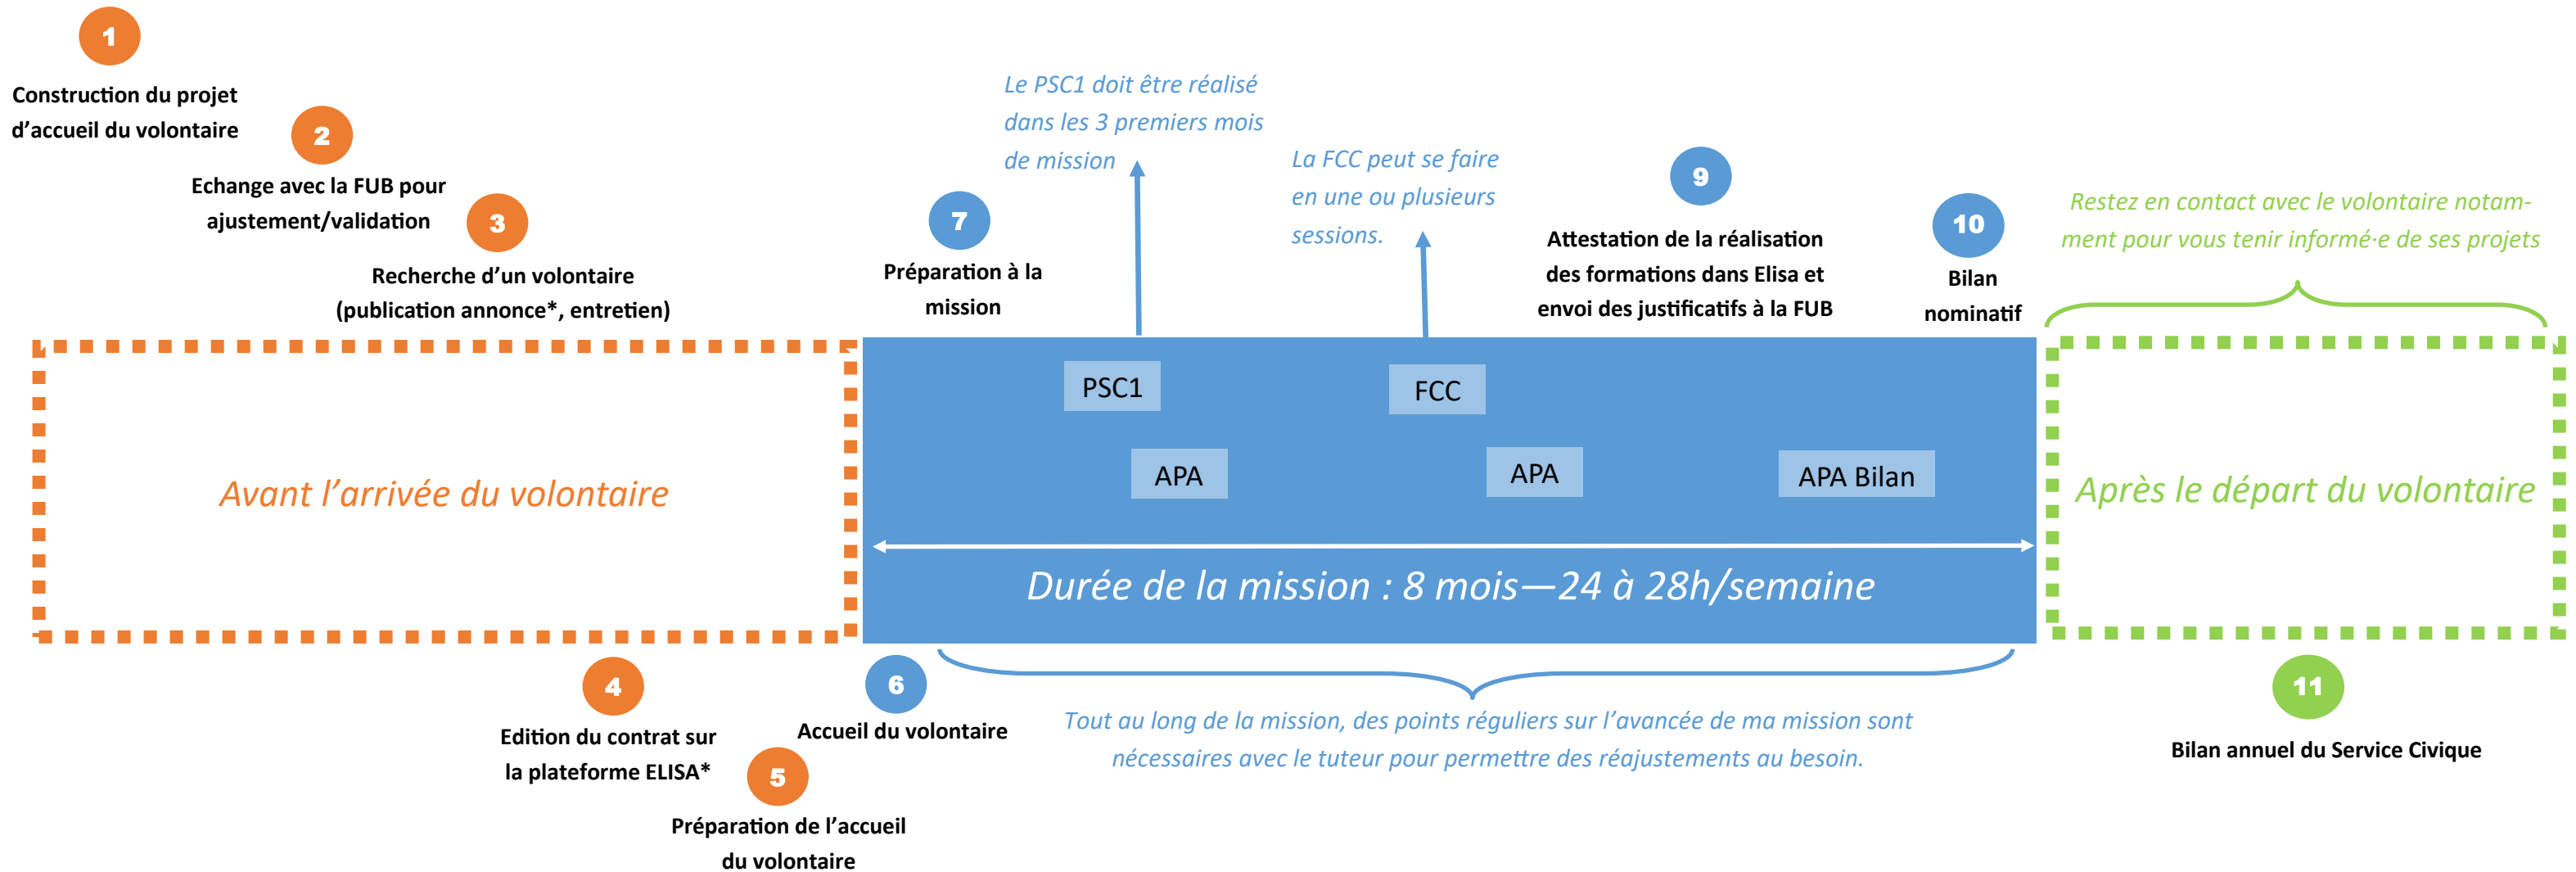 1
Construction du projet
d’accueil du volontaire
2
Echange avec la FUB pour
ajustement/validation
3
Recherche d’un volontaire
(publication annonce*, entretien)
7
Préparation à la
mission
Le PSC1 doit être réalisé
dans les 3 premiers mois
de mission
La FCC peut se faire
en une ou plusieurs
sessions.
9
Attestation de la réalisation
des formations dans Elisa et
envoi des justificatifs à la FUB
10
Bilan
nominatif
Restez en contact avec le volontaire notam-
ment pour vous tenir informé·e de ses projets
Avant l’arrivée du volontaire
PSC1
FCC
APA
APA
APA Bilan
Durée de la mission : 8 mois—24 à 28h/semaine
Après le départ du volontaire
4
Edition du contrat sur
la plateforme ELISA*
5
Préparation de l’accueil
du volontaire
6
Accueil du volontaire
Tout au long de la mission, des points réguliers sur l’avancée de ma mission sont
nécessaires avec le tuteur pour permettre des réajustements au besoin.
11
Bilan annuel du Service Civique